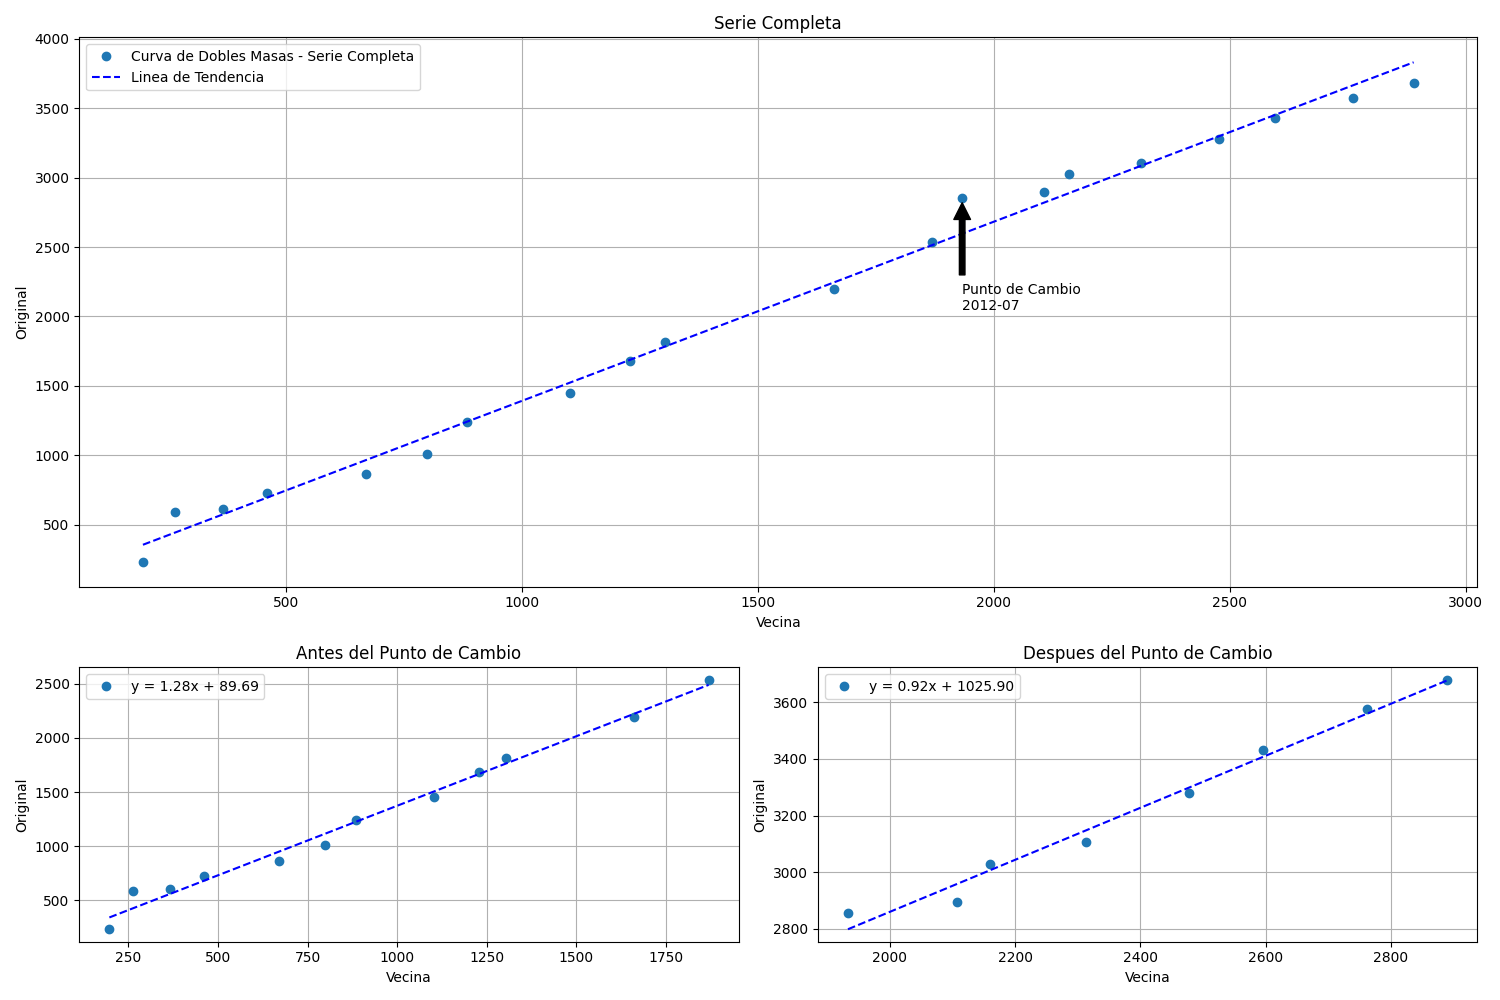 Serie Completa
Curva de Dobles Masas - Serie Completa
Linea de Tendencia
4000
3500
3000
2500
2000
1500
1000
500
Original
Punto de Cambio
2012-07
500
1000
1500
2000
2500
3000
Vecina
Antes del Punto de Cambio
y = 1.28x + 89.69
2500
2000
1500
1000
500
Original
250
500
750
1000
1250
1500
1750
Vecina
Despues del Punto de Cambio
y = 0.92x + 1025.90
3600
3400
3200
3000
2800
Original
2000
2200
2400
2600
2800
Vecina